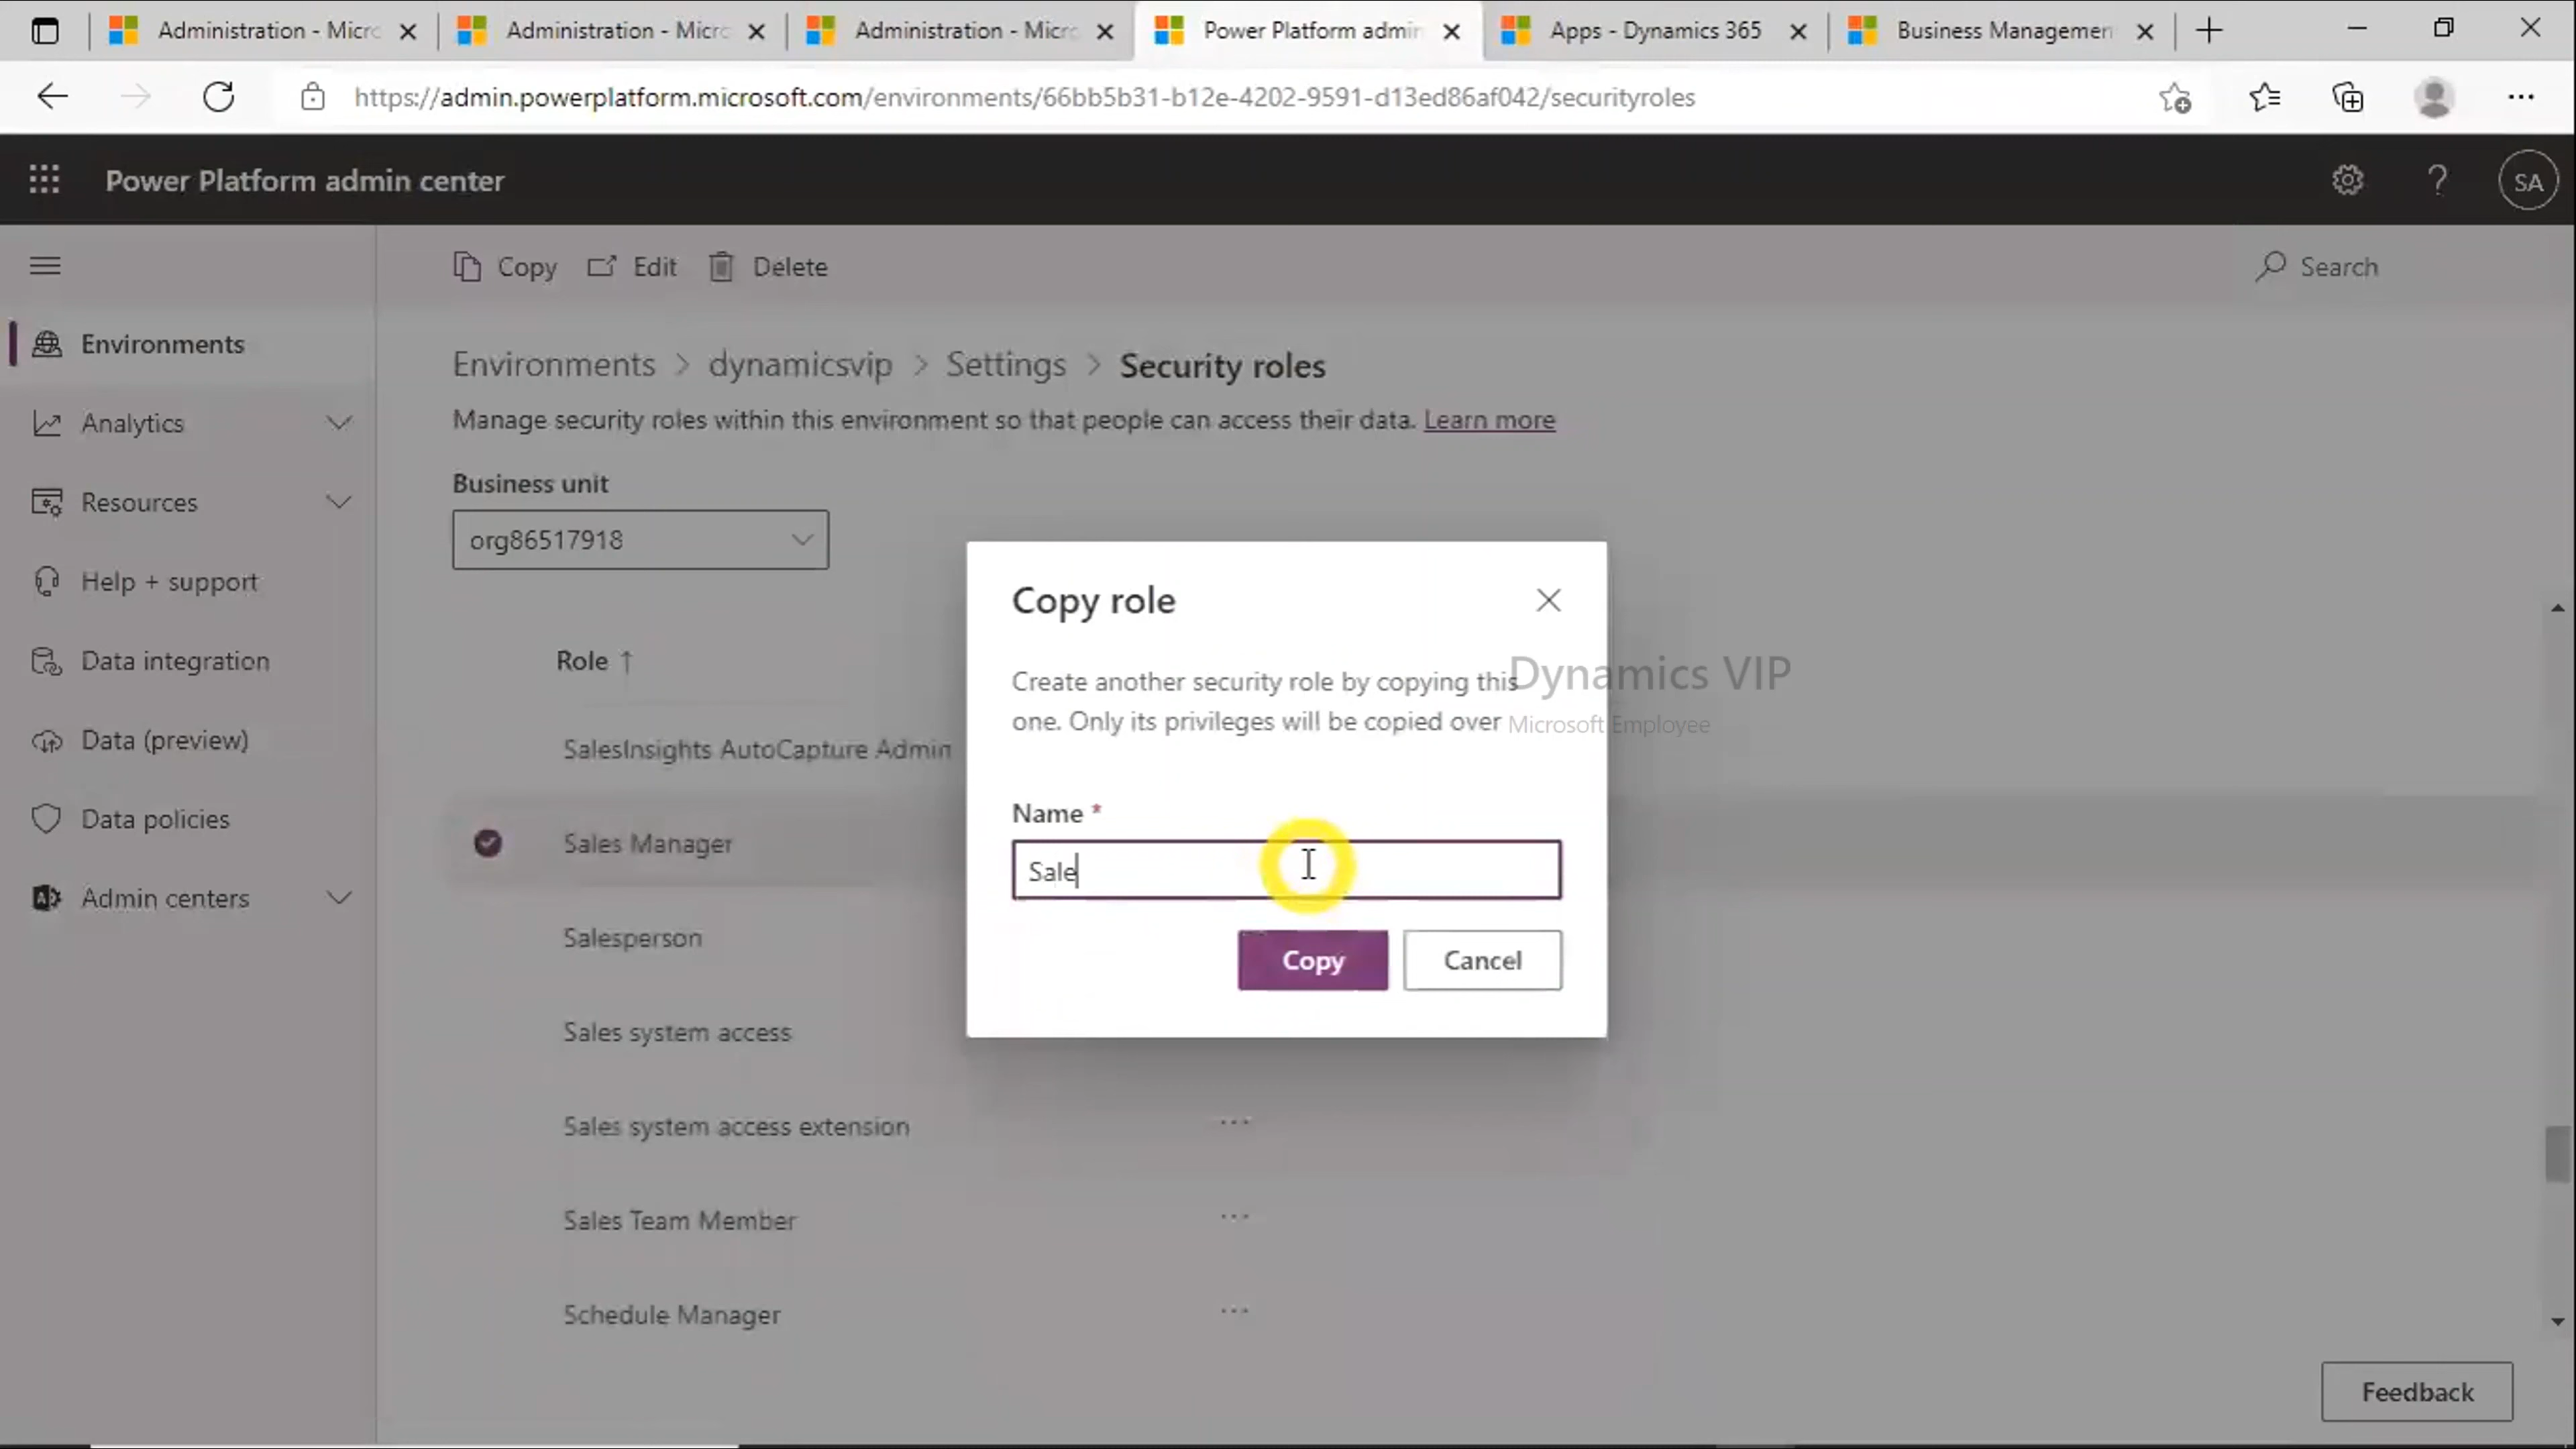 Administration - Micro
Administration - Micro
Administration - Micro
Power Platform admin
Apps - Dynamics 365
Business Managemen
https://admin.powerplatform.microsoft.com/environments/66bb5b31-b12e-4202-9591-d13ed86af042/securityroles
Power Platform admin center
SA
Copy
Edit
Delete
Search
Environments
Analytics
Resources
Help + support
Data integration
Data (preview)
Data policies
Admin centers
Environments > dynamicsvip > Settings > Security roles
Manage security roles within this environment so that people can access their data. Learn more
Business unit
org86517918
Role ↑
SalesInsights AutoCapture Admin
Sales Manager
Salesperson
Sales system access
Sales system access extension
Sales Team Member
Schedule Manager
Copy role
Create another security role by copying this
one. Only its privileges will be copied over
Name *
Sale
Copy
Cancel
Dynamics VIP
Microsoft Employee
Feedback